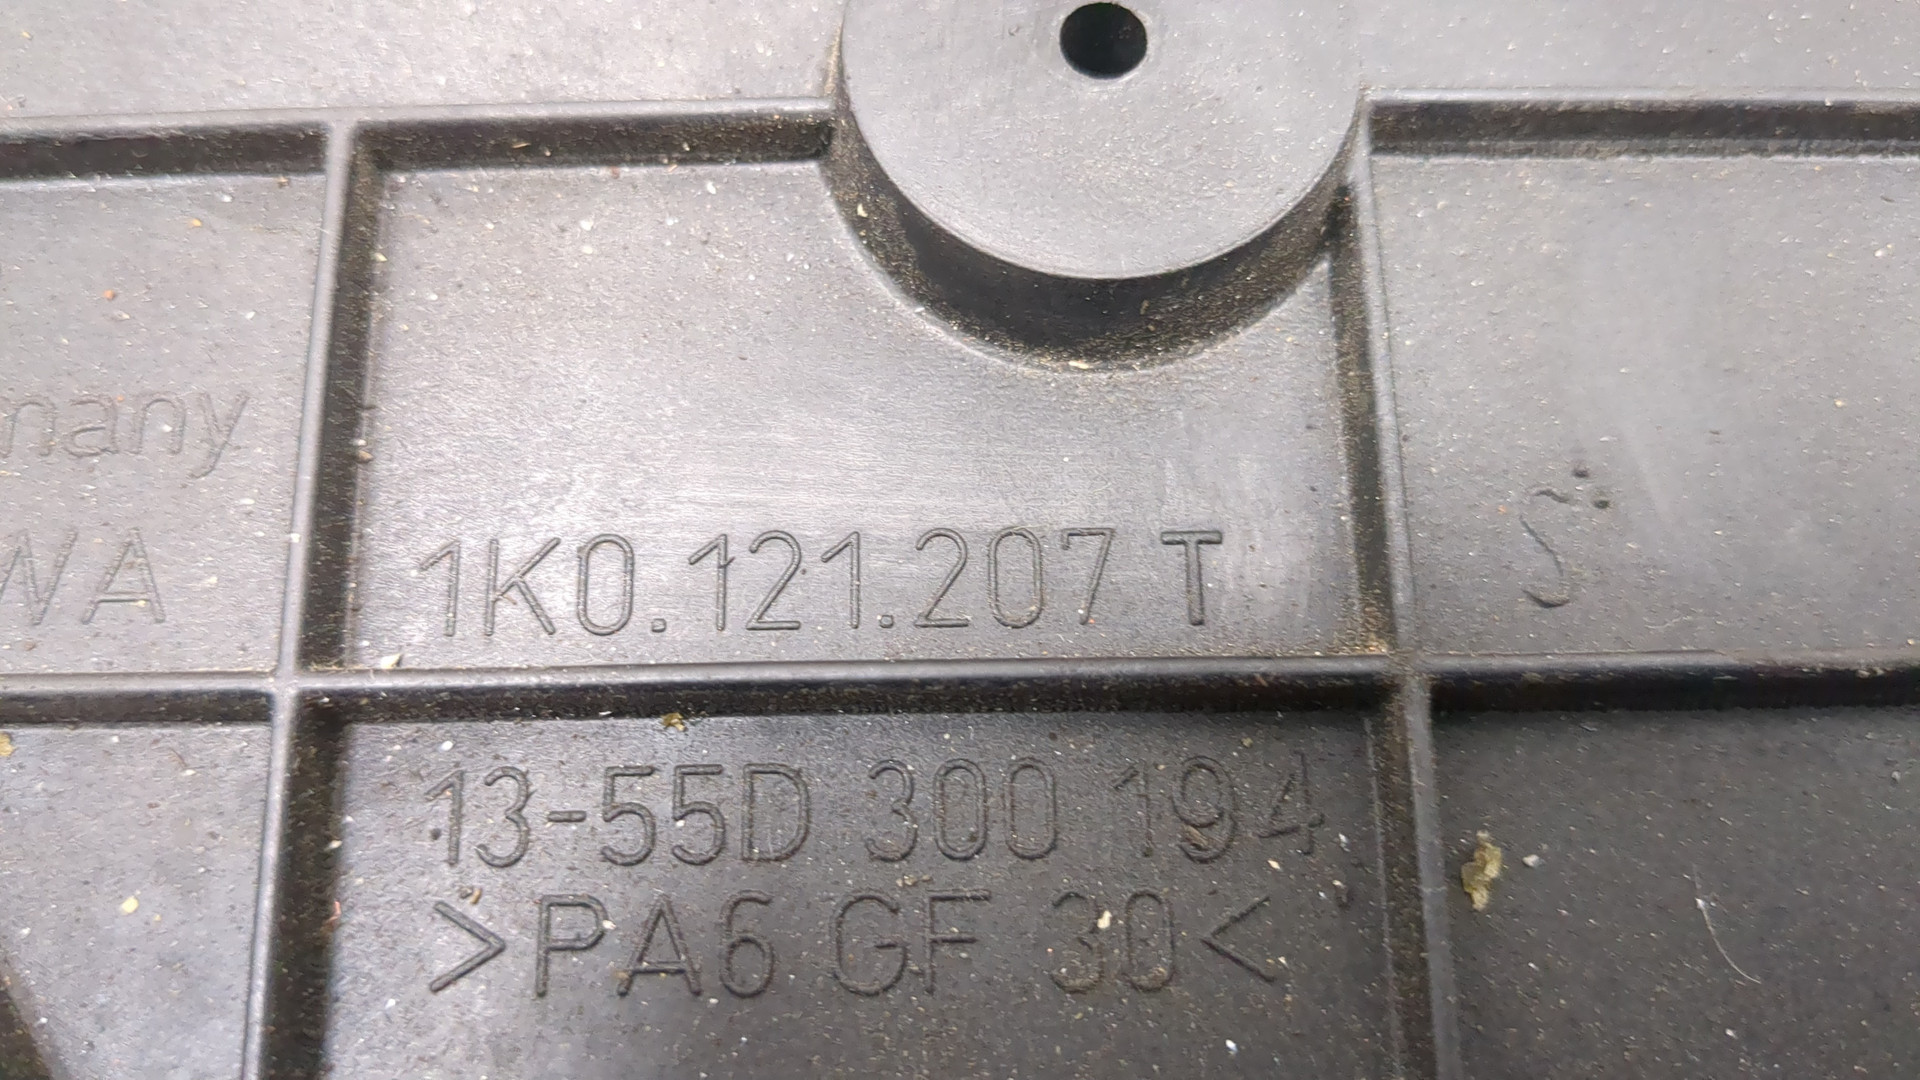 many
WA
1K0.121.207 T
13-55D 300 194
>PA6 GF 30<